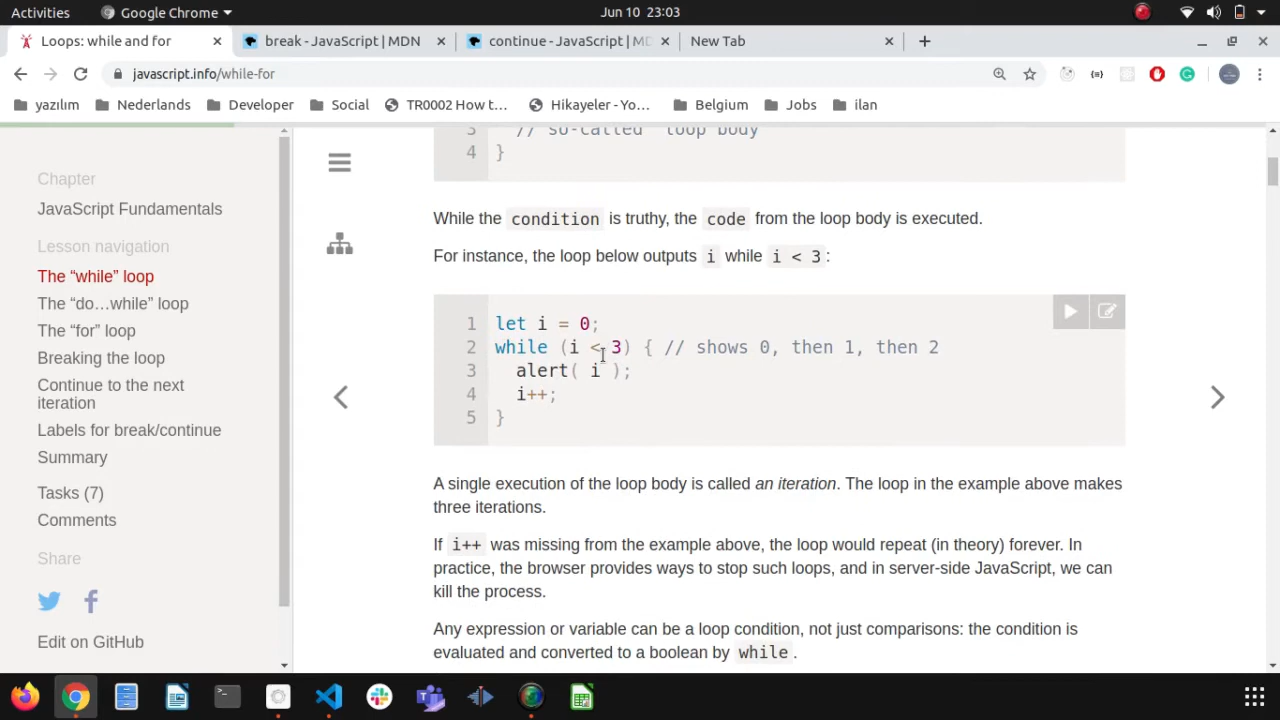 Activities
Google Chrome
Jun 10 23:03
Loops: while and for
break - JavaScript | MDN
continue - JavaScript | MD
New Tab
javascript.info/while-for
yazılım
Nederlands
Developer
Social
TR0002 How t...
Hikayeler - Yo...
Belgium
Jobs
ilan
Chapter
JavaScript Fundamentals
Lesson navigation
The “while” loop
The “do…while” loop
The “for” loop
Breaking the loop
Continue to the next
iteration
Labels for break/continue
Summary
Tasks (7)
Comments
Share
Edit on GitHub
3 // so-called "loop body"
4 }
While the condition is truthy, the code from the loop body is executed.
For instance, the loop below outputs i while i < 3 :
1 let i = 0;
2 while (i < 3) { // shows 0, then 1, then 2
3 alert( i );
4 i++;
5 }
A single execution of the loop body is called an iteration. The loop in the example above makes
three iterations.
If i++ was missing from the example above, the loop would repeat (in theory) forever. In
practice, the browser provides ways to stop such loops, and in server-side JavaScript, we can
kill the process.
Any expression or variable can be a loop condition, not just comparisons: the condition is
evaluated and converted to a boolean by while .